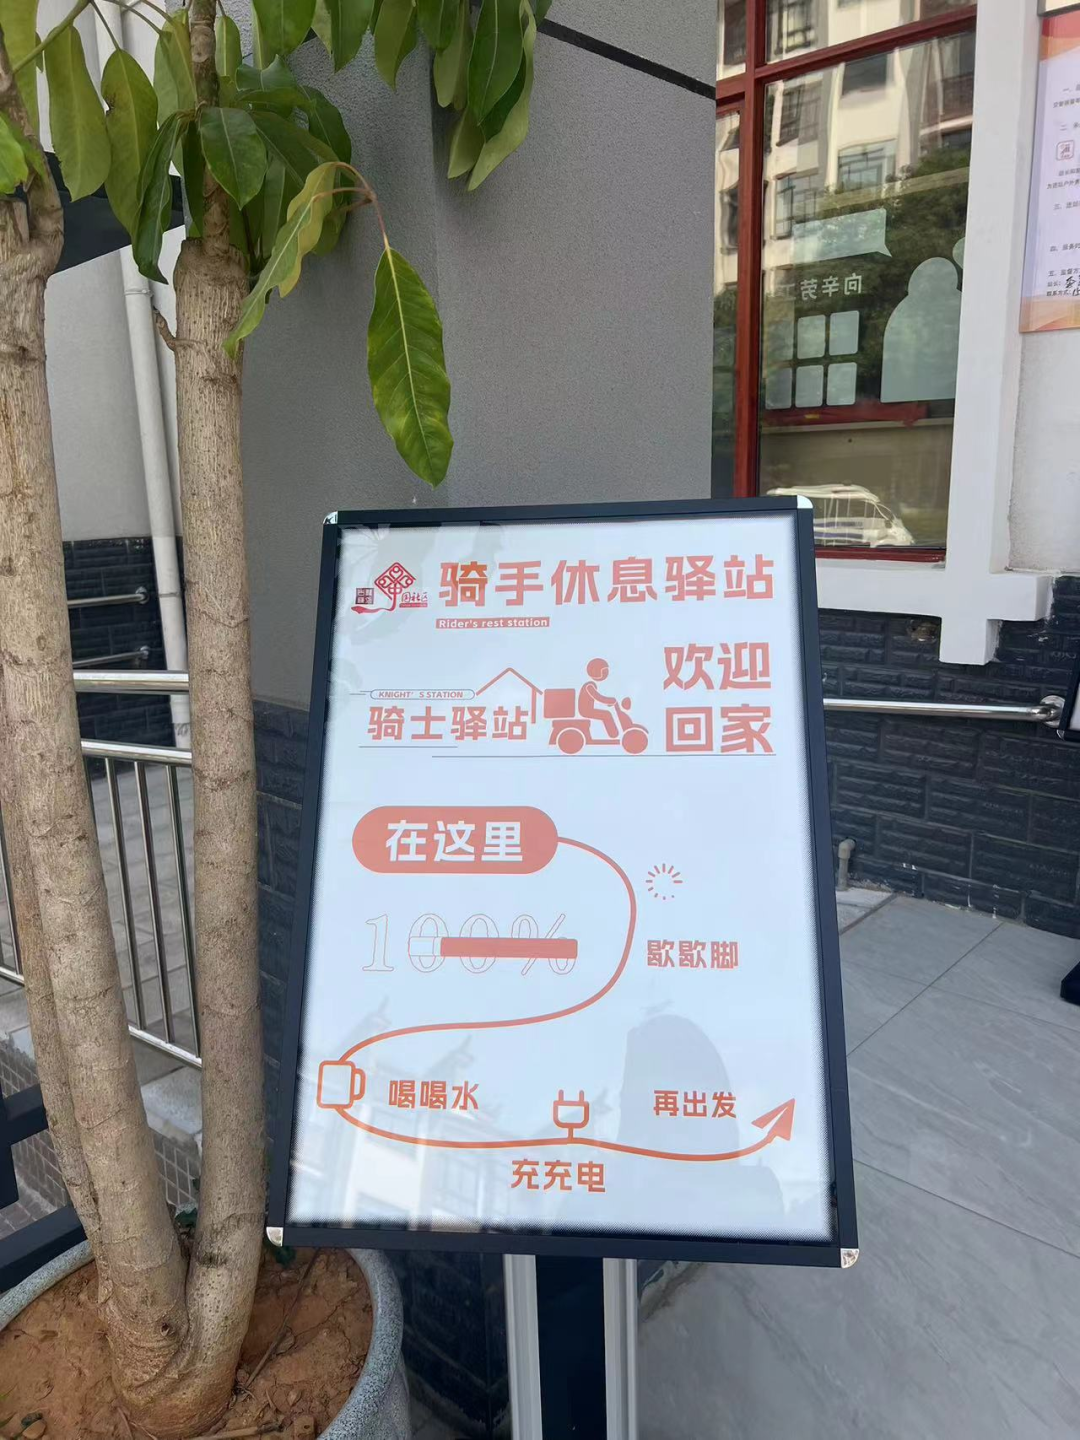 骑手休息驿站
Rider's rest station
欢迎
回家
KNIGHT'S STATION
骑士驿站
在这里
100%
歇歇脚
喝喝水
再出发
充充电
向辛劳